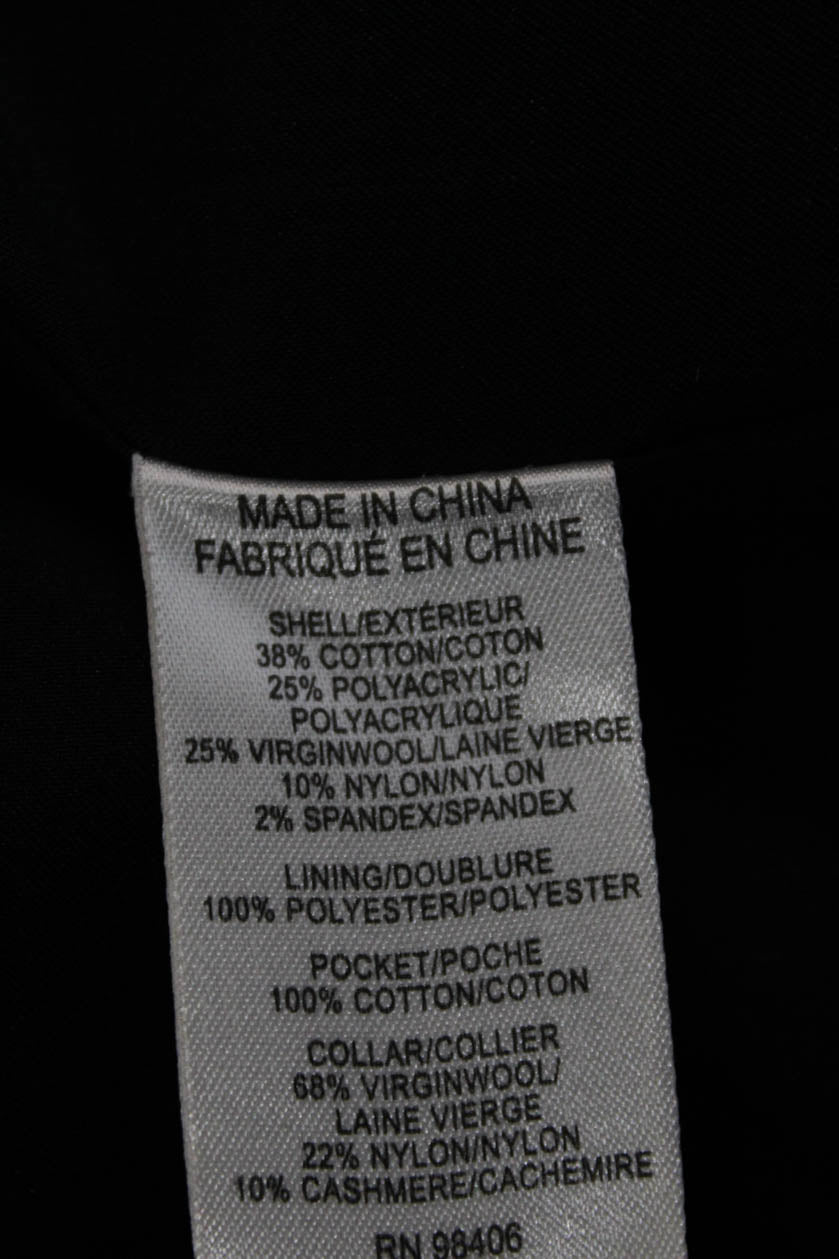 MADE IN CHINA
FABRIQUÉ EN CHINE
SHELL/EXTÉRIEUR
38% COTTON/COTON
25% POLYACRYLIC/
POLYACRYLIQUE
25% VIRGINWOOL/LAINE VIERGE
10% NYLON/NYLON
2% SPANDEX/SPANDEX
LINING/DOUBLURE
100% POLYESTER/POLYESTER
POCKET/POCHE
100% COTTON/COTON
COLLAR/COLLIER
68% VIRGINWOOL/
LAINE VIERGE
22% NYLON/NYLON
10% CASHMERE/CACHEMIRE
RN 98406